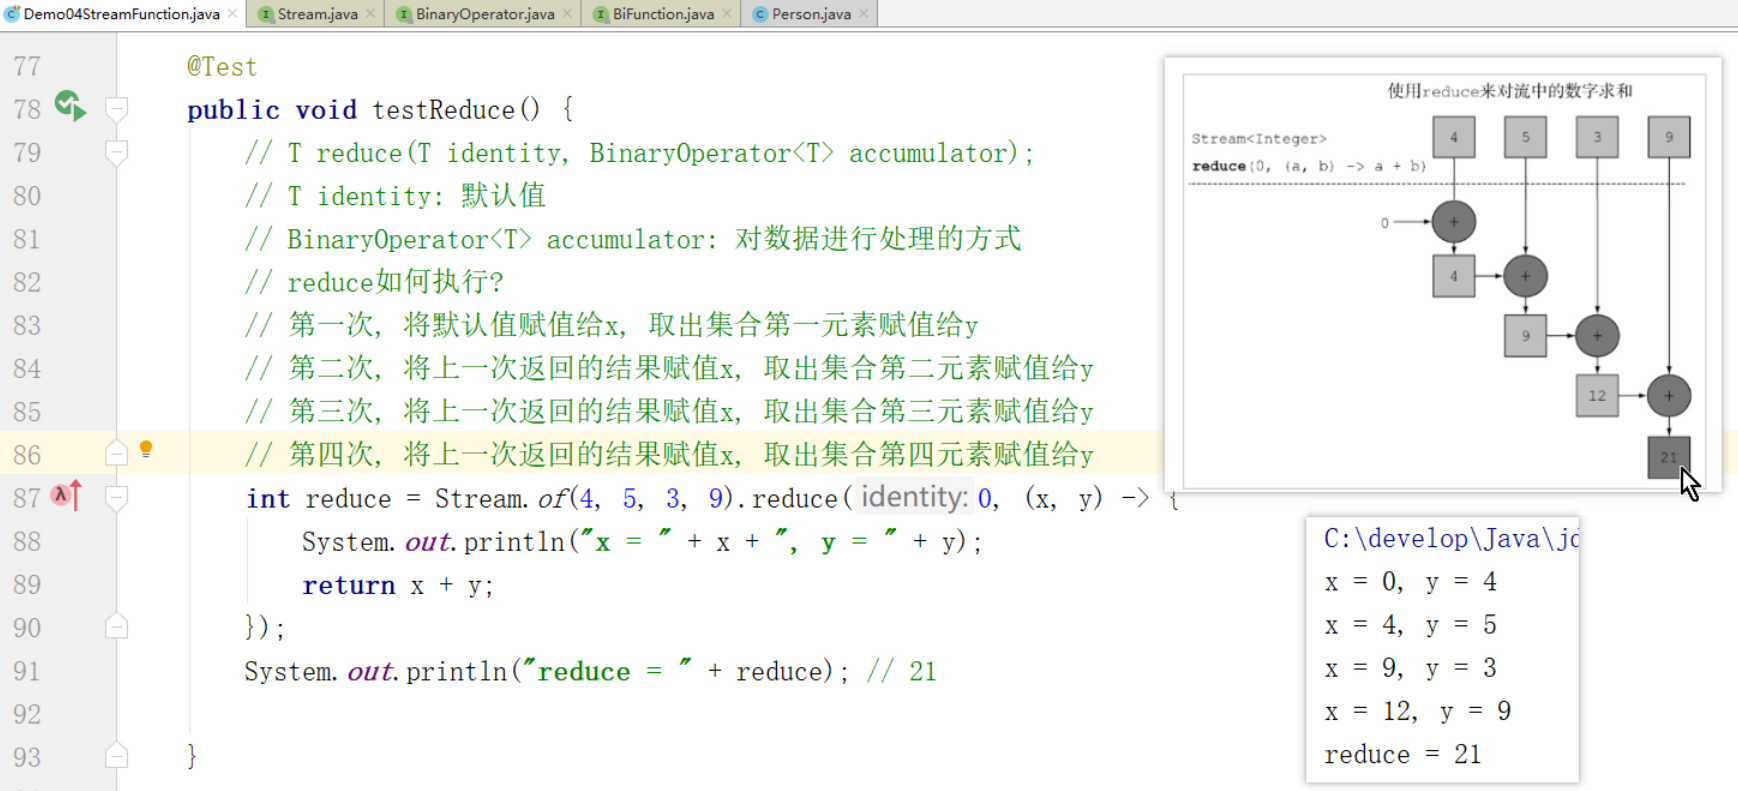 Demo04StreamFunction.java × Stream.java × BinaryOperator.java × BiFunction.java × Person.java ×
77 @Test
78 public void testReduce() {
79 // T reduce(T identity, BinaryOperator<T> accumulator);
80 // T identity: 默认值
81 // BinaryOperator<T> accumulator: 对数据进行处理的方式
82 // reduce如何执行?
83 // 第一次, 将默认值赋值给x, 取出集合第一元素赋值给y
84 // 第二次, 将上一次返回的结果赋值x, 取出集合第二元素赋值给y
85 // 第三次, 将上一次返回的结果赋值x, 取出集合第三元素赋值给y
86 // 第四次, 将上一次返回的结果赋值x, 取出集合第四元素赋值给y
87 int reduce = Stream.of(4, 5, 3, 9).reduce( identity: 0, (x, y) -> {
88 System.out.println("x = " + x + ", y = " + y);
89 return x + y;
90 });
91 System.out.println("reduce = " + reduce); // 21
92
93 }
使用reduce来对流中的数字求和
Stream<Integer> 4 5 3 9
reduce(0, (a, b) -> a + b)
0 +
4 +
9 +
12 +
21
C:\develop\Java\jd
x = 0, y = 4
x = 4, y = 5
x = 9, y = 3
x = 12, y = 9
reduce = 21